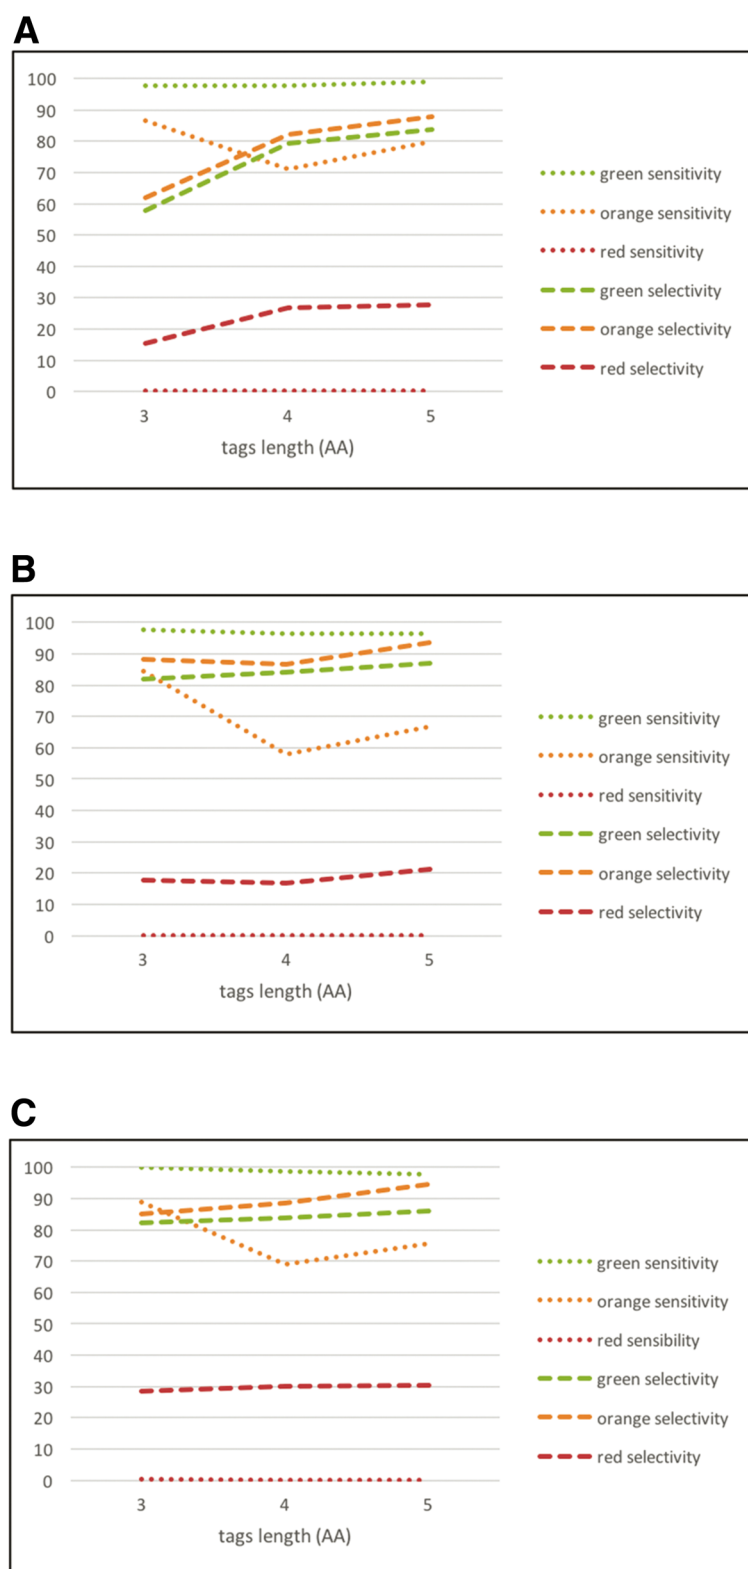 A
100
90
80
70
60
50
40
30
20
10
0
3 4 5
tags length (AA)
green sensitivity
orange sensitivity
red sensitivity
green selectivity
orange selectivity
red selectivity
B
100
90
80
70
60
50
40
30
20
10
0
3 4 5
tags length (AA)
green sensitivity
orange sensitivity
red sensitivity
green selectivity
orange selectivity
red selectivity
C
100
90
80
70
60
50
40
30
20
10
0
3 4 5
tags length (AA)
green sensitivity
orange sensitivity
red sensibility
green selectivity
orange selectivity
red selectivity